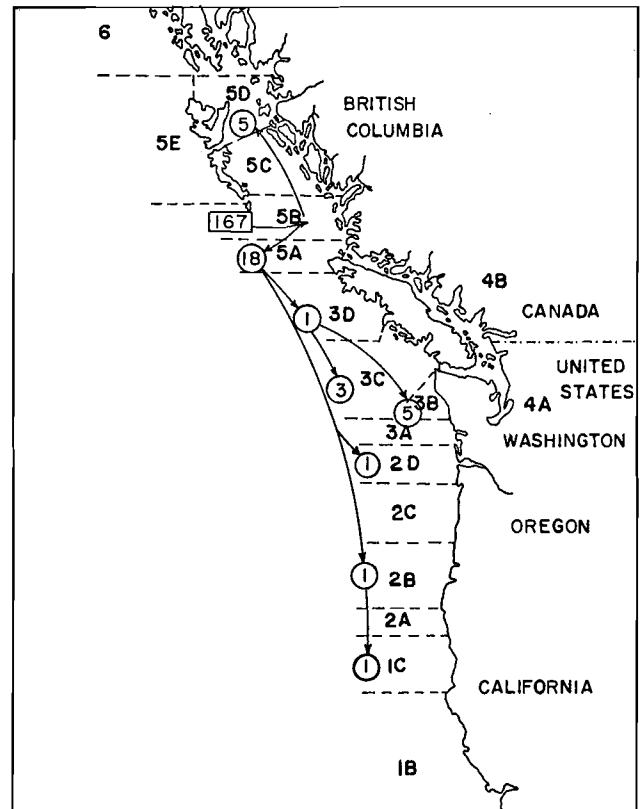 6
5D
BRITISH
COLUMBIA
5
5E
5C
167
5B
18
5A
4B
1
3D
CANADA
UNITED
STATES
3C
3
3B
4A
5
WASHINGTON
3A
1
2D
2C
OREGON
1
2B
2A
1
1C
CALIFORNIA
1B